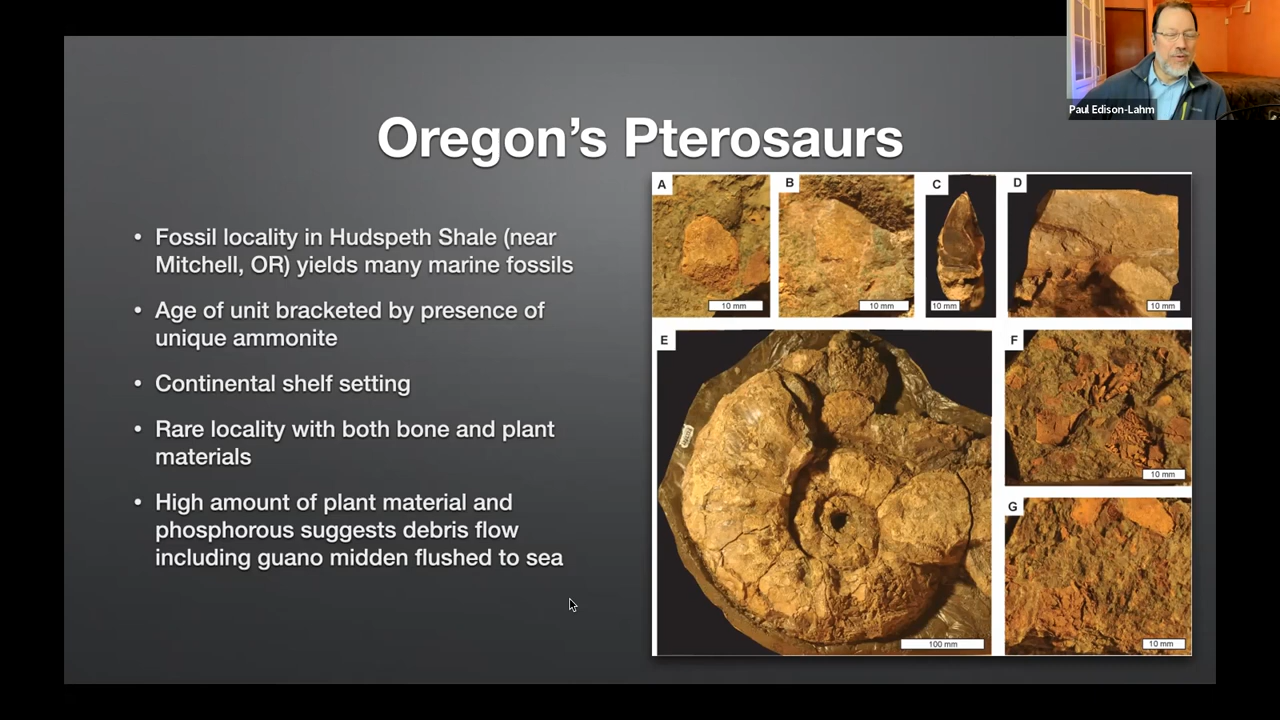 Paul Edison-Lahm
Oregon's Pterosaurs
• Fossil locality in Hudspeth Shale (near
Mitchell, OR) yields many marine fossils
• Age of unit bracketed by presence of
unique ammonite
• Continental shelf setting
• Rare locality with both bone and plant
materials
• High amount of plant material and
phosphorous suggests debris flow
including guano midden flushed to sea
A
10 mm
B
10 mm
C
10 mm
D
10 mm
E
100 mm
F
10 mm
G
10 mm